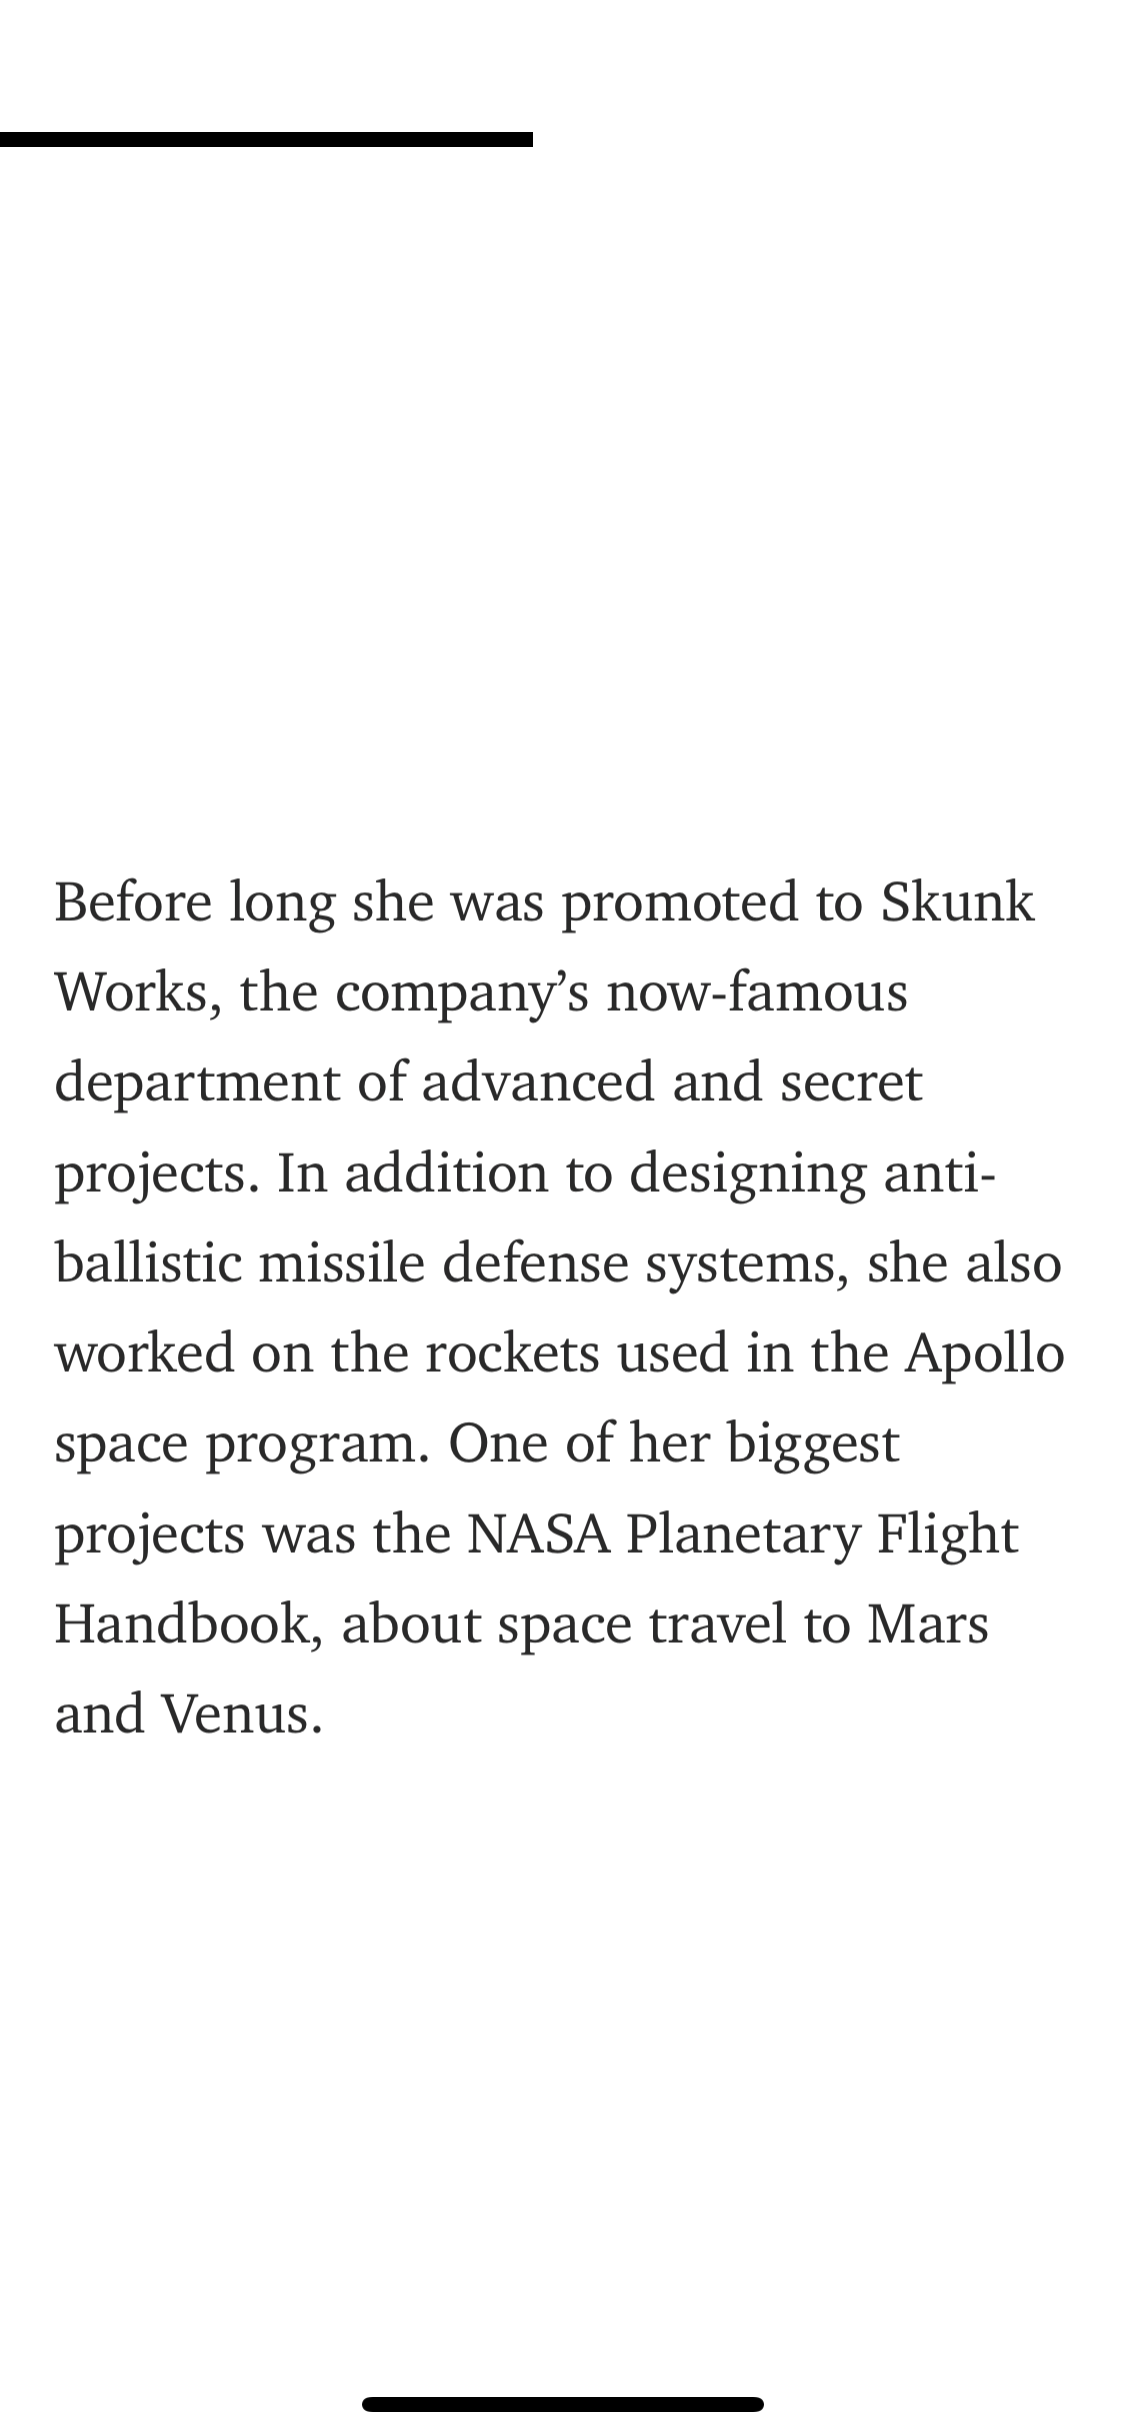 Before long she was promoted to Skunk
Works, the company’s now-famous
department of advanced and secret
projects. In addition to designing anti-
ballistic missile defense systems, she also
worked on the rockets used in the Apollo
space program. One of her biggest
projects was the NASA Planetary Flight
Handbook, about space travel to Mars
and Venus.